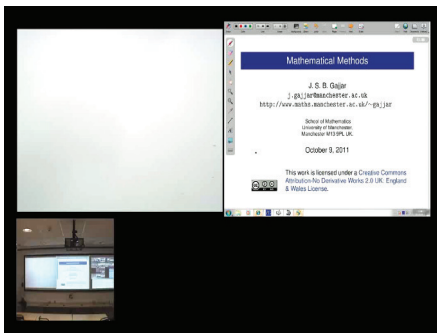 Mathematical Methods
J. S. B. Gajjar
j.gajjar@manchester.ac.uk
http://www.maths.manchester.ac.uk/~gajjar
School of Mathematics
University of Manchester,
Manchester M13 9PL UK.
October 9, 2011
This work is licensed under a Creative Commons
Attribution-No Derivative Works 2.0 UK: England
& Wales License.